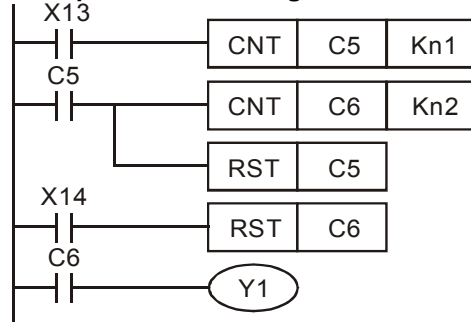 X13
CNT C5 Kn1
C5
CNT C6 Kn2
RST C5
X14
RST C6
C6
Y1